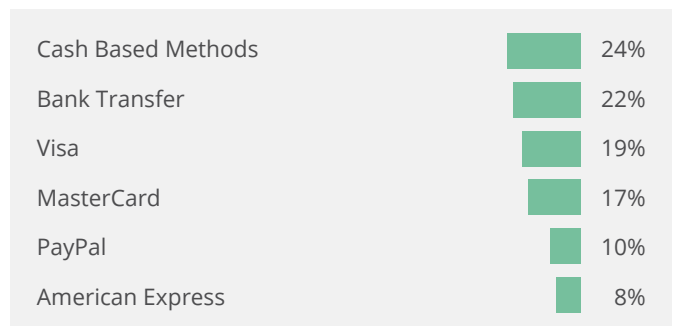 Cash Based Methods 24%
Bank Transfer 22%
Visa 19%
MasterCard 17%
PayPal 10%
American Express 8%